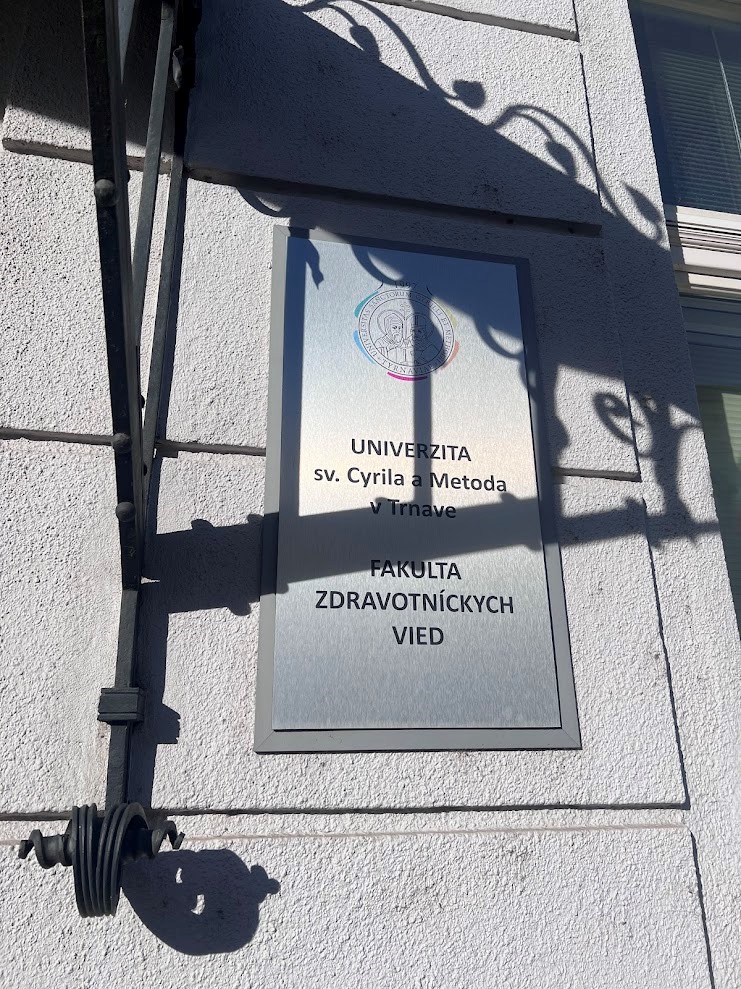 UNIVERZITA
sv. Cyrila a Metoda
v Trnave
FAKULTA
ZDRAVOTNÍCKYCH
VIED